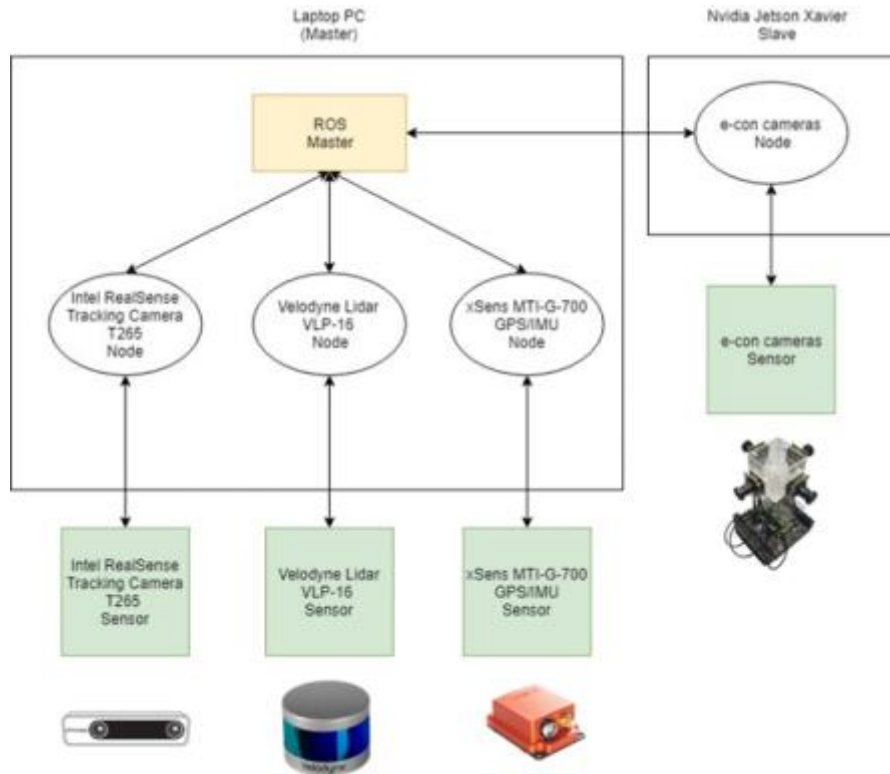 Laptop PC
(Master)
Nvidia Jetson Xavier
Slave
ROS
Master
e-con cameras
Node
Intel RealSense
Tracking Camera
T265
Node
Velodyne Lidar
VLP-16
Node
xSens MTI-G-700
GPS/IMU
Node
e-con cameras
Sensor
Intel RealSense
Tracking Camera
T265
Sensor
Velodyne Lidar
VLP-16
Sensor
xSens MTI-G-700
GPS/IMU
Sensor
Velodyne